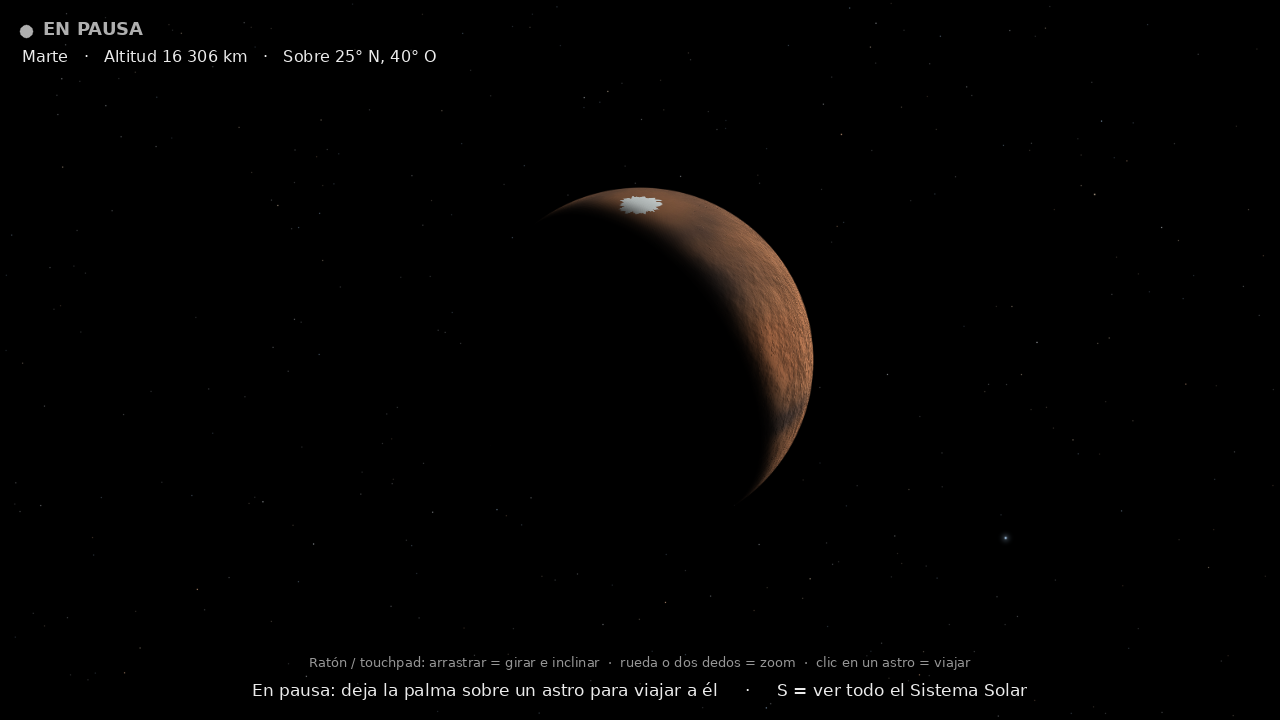 EN PAUSA
Marte · Altitud 16 306 km · Sobre 25° N, 40° O
Ratón / touchpad: arrastrar = girar e inclinar · rueda o dos dedos = zoom · clic en un astro = viajar
En pausa: deja la palma sobre un astro para viajar a él · S = ver todo el Sistema Solar